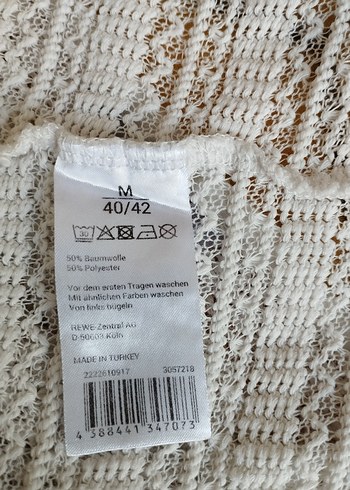 M
40/42
30
50% Baumwolle
50% Polyester
Vor dem ersten Tragen waschen
Mit ähnlichen Farben waschen
Von links bügeln
REWE-Zentral AG
D-50603 Köln
MADE IN TURKEY
2222610917 3057218
4 388441 347073